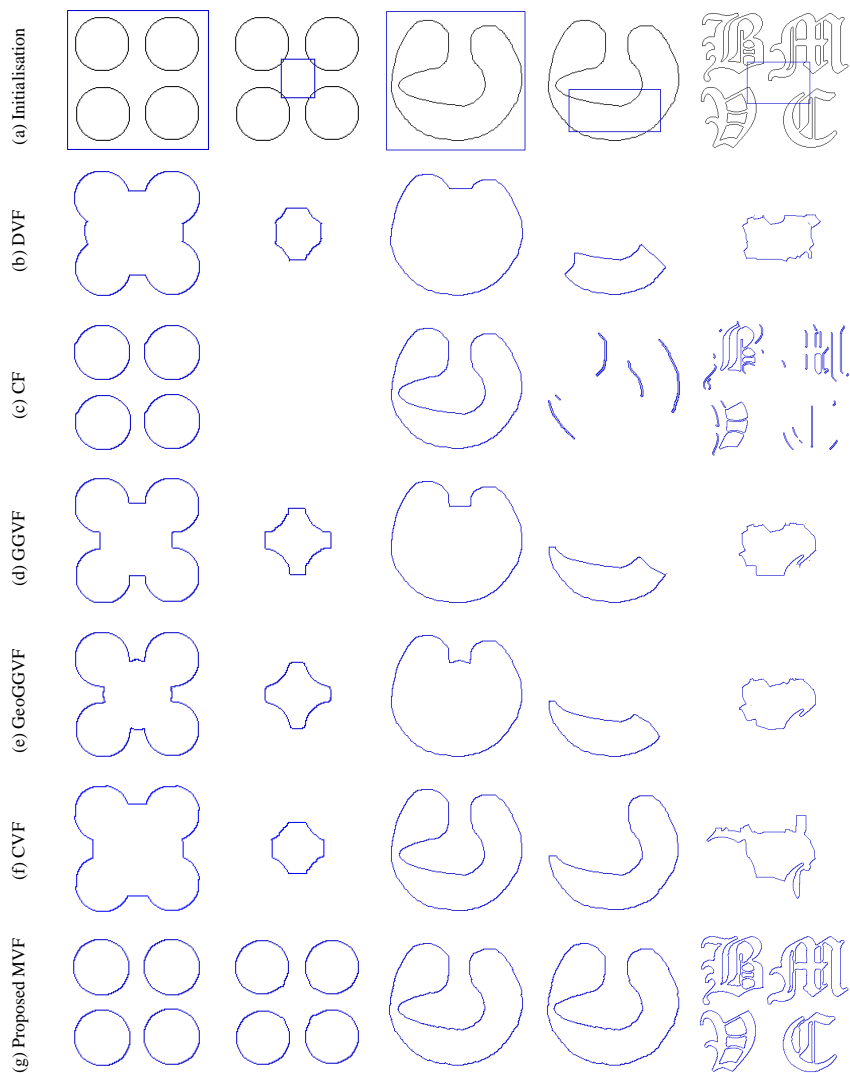 (a) Initialisation
B M
V C
(b) DVF
(c) CF
(d) GGVF
(e) GeoGGVF
(f) CVF
(g) Proposed MVF
B M
V C